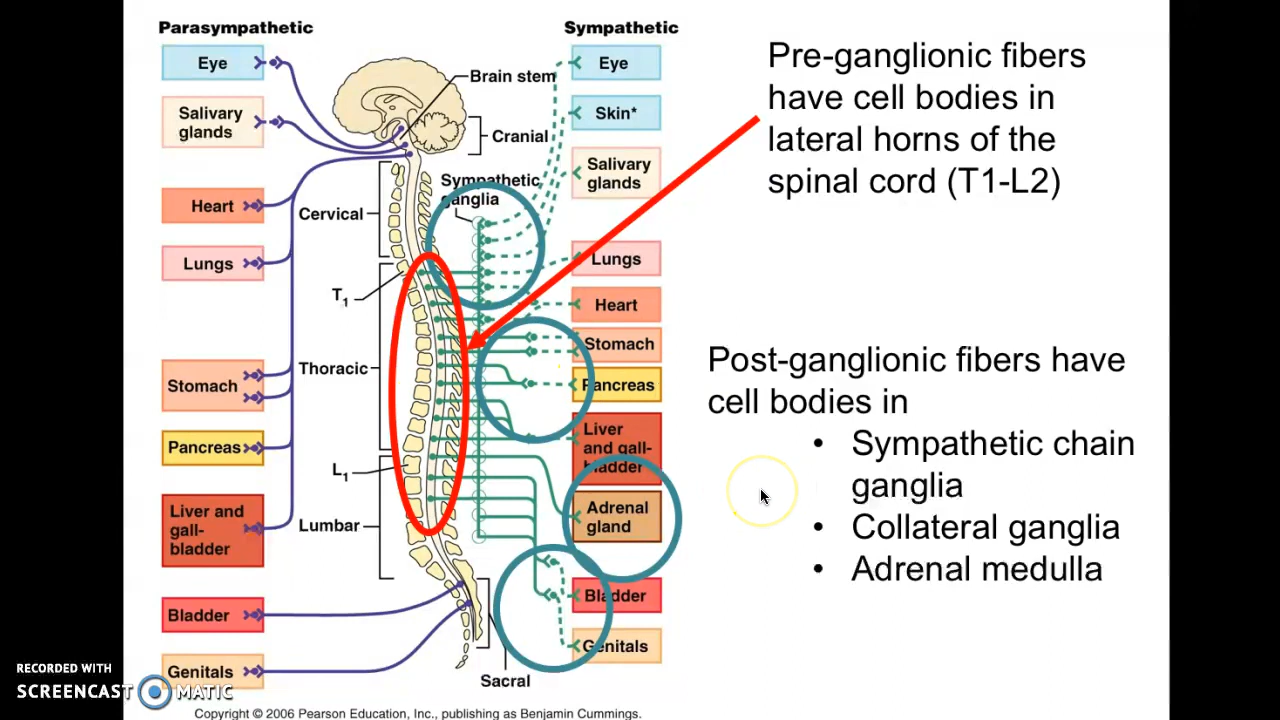 Parasympathetic
Eye
Salivary
glands
Heart
Lungs
Stomach
Pancreas
Liver and
gall-
bladder
Bladder
Genitals
Brain stem
Cranial
Sympathetic
ganglia
Cervical
T1
Thoracic
L1
Lumbar
Sacral
Sympathetic
Eye
Skin*
Salivary
glands
Lungs
Heart
Stomach
Pancreas
Liver
and gall-
bladder
Adrenal
gland
Bladder
Genitals
Pre-ganglionic fibers
have cell bodies in
lateral horns of the
spinal cord (T1-L2)
Post-ganglionic fibers have
cell bodies in
• Sympathetic chain
ganglia
• Collateral ganglia
• Adrenal medulla
RECORDED WITH
SCREENCAST MATIC
Copyright © 2006 Pearson Education, Inc., publishing as Benjamin Cummings.